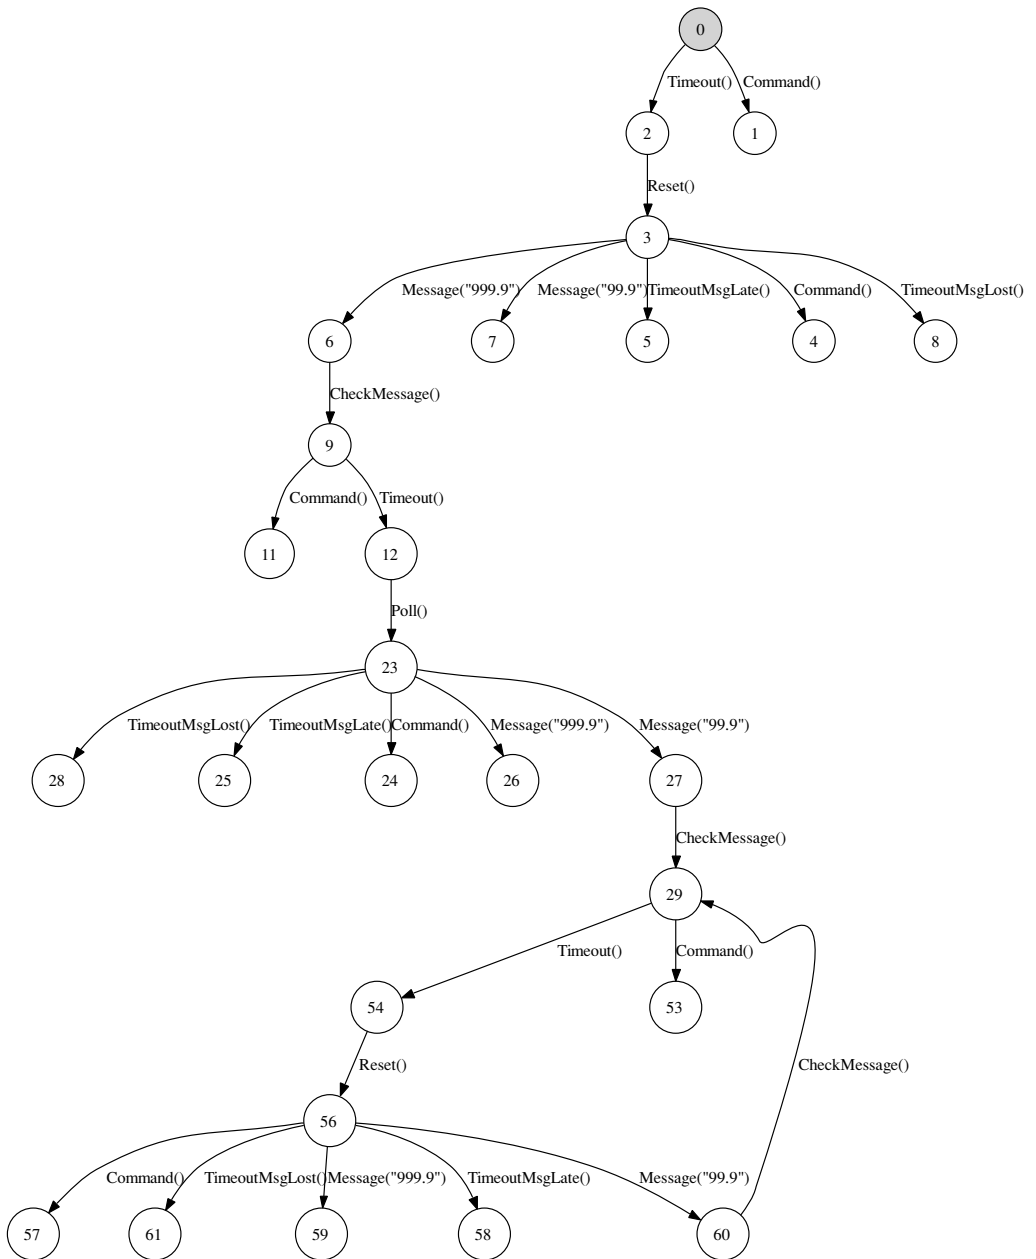 0
Timeout() Command()
2 1
Reset()
3
Message("999.9") Message("99.9") TimeoutMsgLate() Command() TimeoutMsgLost()
6 7 5 4 8
CheckMessage()
9
Command() Timeout()
11 12
Poll()
23
TimeoutMsgLost() TimeoutMsgLate() Command() Message("999.9") Message("99.9")
28 25 24 26 27
CheckMessage()
29
Timeout() Command()
54 53
Reset() CheckMessage()
56
Command() TimeoutMsgLost() Message("999.9") TimeoutMsgLate() Message("99.9")
57 61 59 58 60